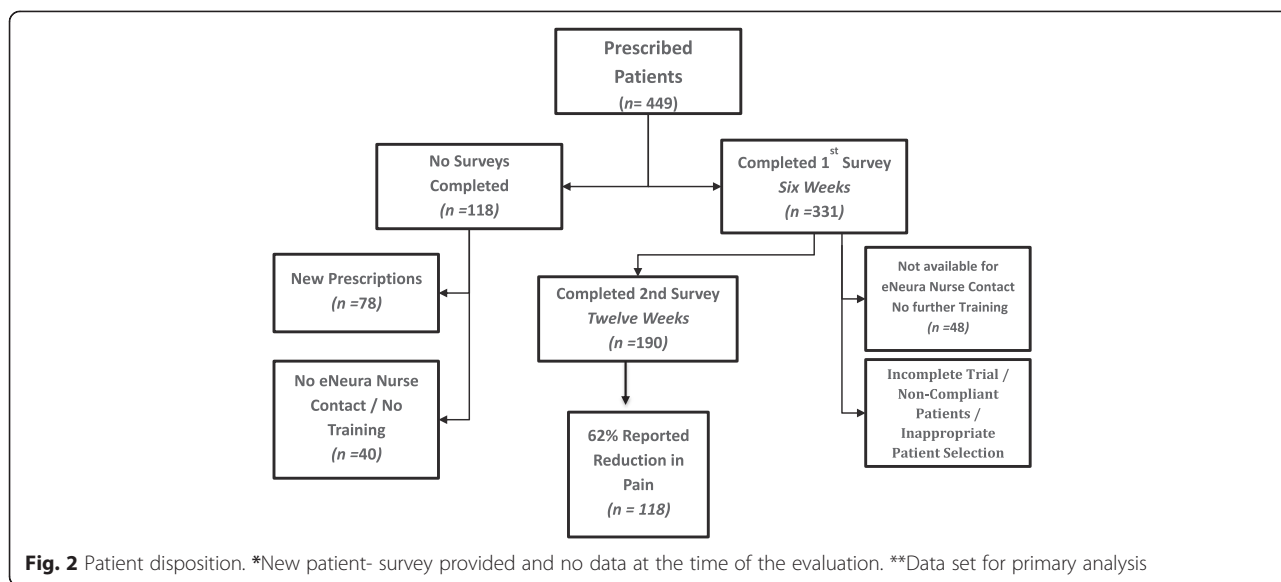 Prescribed
Patients
(n= 449)
No Surveys
Completed
(n =118)
Completed 1st Survey
Six Weeks
(n =331)
New Prescriptions
(n =78)
Completed 2nd Survey
Twelve Weeks
(n =190)
Not available for
eNeura Nurse Contact
No further Training
(n =48)
No eNeura Nurse
Contact / No
Training
(n =40)
62% Reported
Reduction in
Pain
(n = 118)
Incomplete Trial /
Non-Compliant
Patients /
Inappropriate
Patient Selection
Fig. 2 Patient disposition. *New patient- survey provided and no data at the time of the evaluation. **Data set for primary analysis